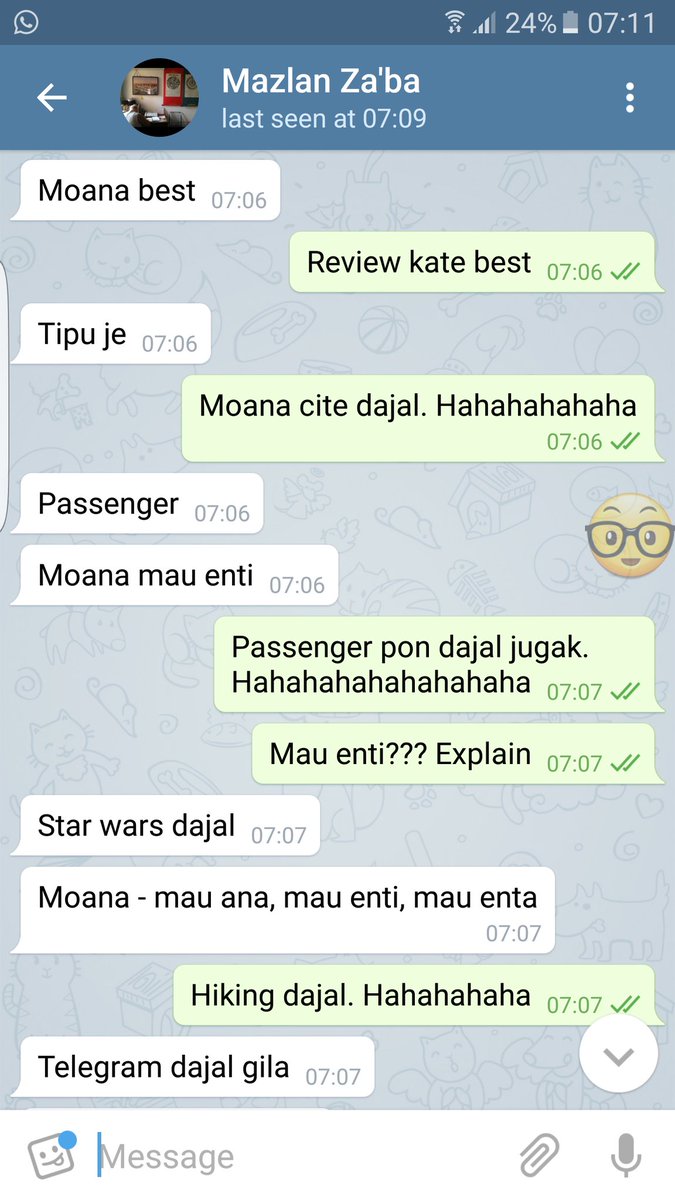 24% 07:11
Mazlan Za'ba
last seen at 07:09
Moana best 07:06
Review kate best 07:06
Tipu je 07:06
Moana cite dajal. Hahahahahaha
07:06
Passenger 07:06
Moana mau enti 07:06
Passenger pon dajal jugak.
Hahahahahahahahaha 07:07
Mau enti??? Explain 07:07
Star wars dajal 07:07
Moana - mau ana, mau enti, mau enta
07:07
Hiking dajal. Hahahahaha 07:07
Telegram dajal gila 07:07
Message